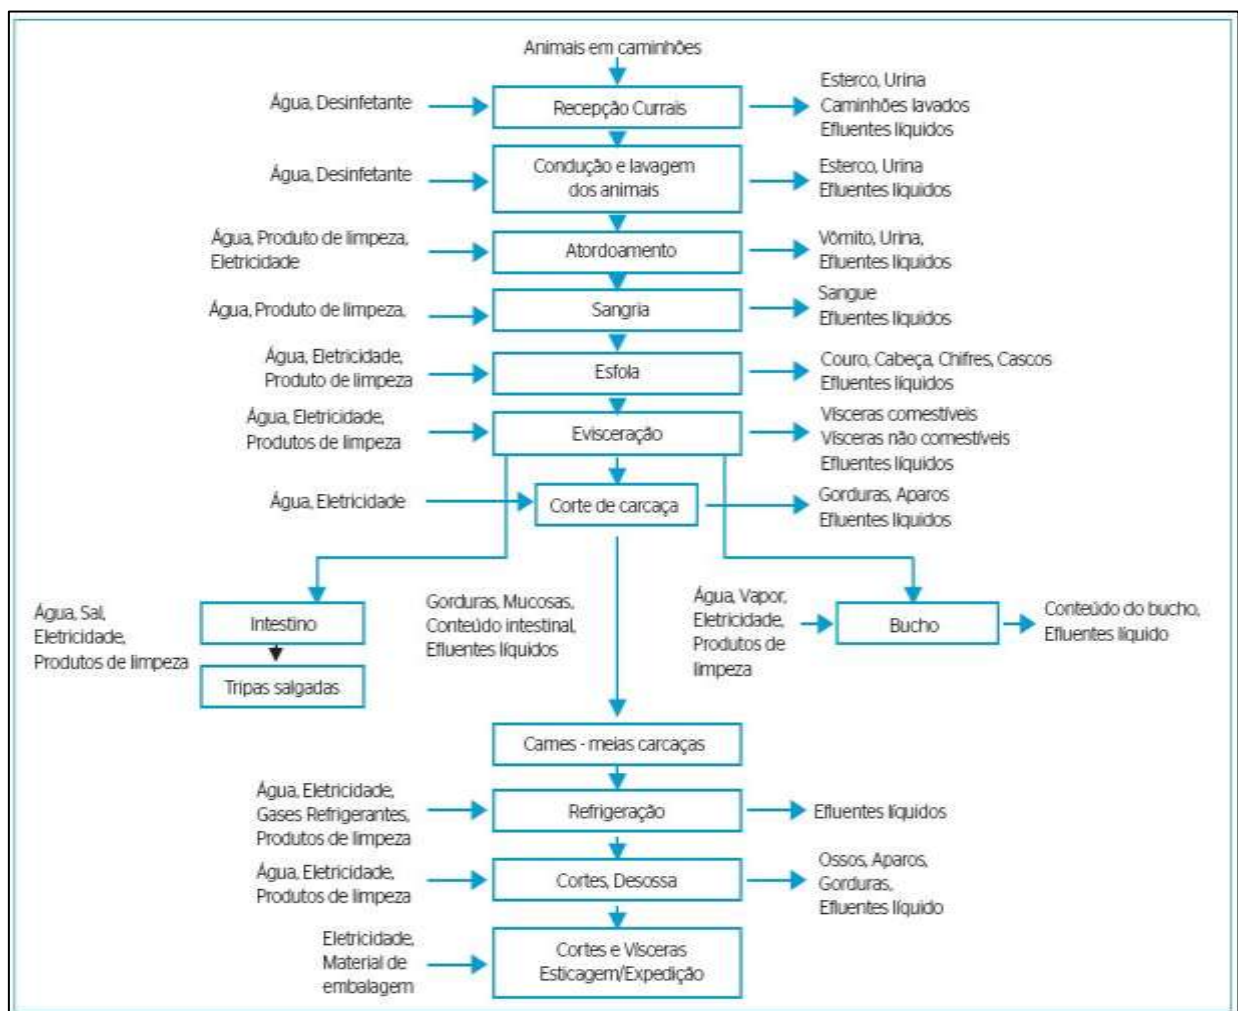 Animais em caminhões
Água, Desinfetante
Recepção Currais
Esterco, Urina
Caminhões lavados
Efluentes líquidos
Água, Desinfetante
Condução e lavagem
dos animais
Esterco, Urina
Efluentes líquidos
Água, Produto de limpeza,
Eletricidade
Atordoamento
Vômito, Urina,
Efluentes líquidos
Água, Produto de limpeza,
Sangria
Sangue
Efluentes líquidos
Água, Eletricidade,
Produto de limpeza
Esfola
Couro, Cabeça, Chifres, Cascos
Efluentes líquidos
Água, Eletricidade,
Produtos de limpeza
Evisceração
Vísceras comestíveis
Vísceras não comestíveis
Efluentes líquidos
Água, Eletricidade
Corte de carcaça
Gorduras, Aparos
Efluentes líquidos
Água, Sal,
Eletricidade,
Produtos de limpeza
Intestino
Tripas salgadas
Gorduras, Mucosas,
Conteúdo intestinal,
Efluentes líquidos
Água, Vapor,
Eletricidade,
Produtos de
limpeza
Bucho
Conteúdo do bucho,
Efluentes líquido
Carnes - meias carcaças
Água, Eletricidade,
Gases Refrigerantes,
Produtos de limpeza
Refrigeração
Efluentes líquidos
Água, Eletricidade,
Produtos de limpeza
Cortes, Desossa
Ossos, Aparos,
Gorduras,
Efluentes líquido
Eletricidade,
Material de
embalagem
Cortes e Vísceras
Esticagem/Expedição